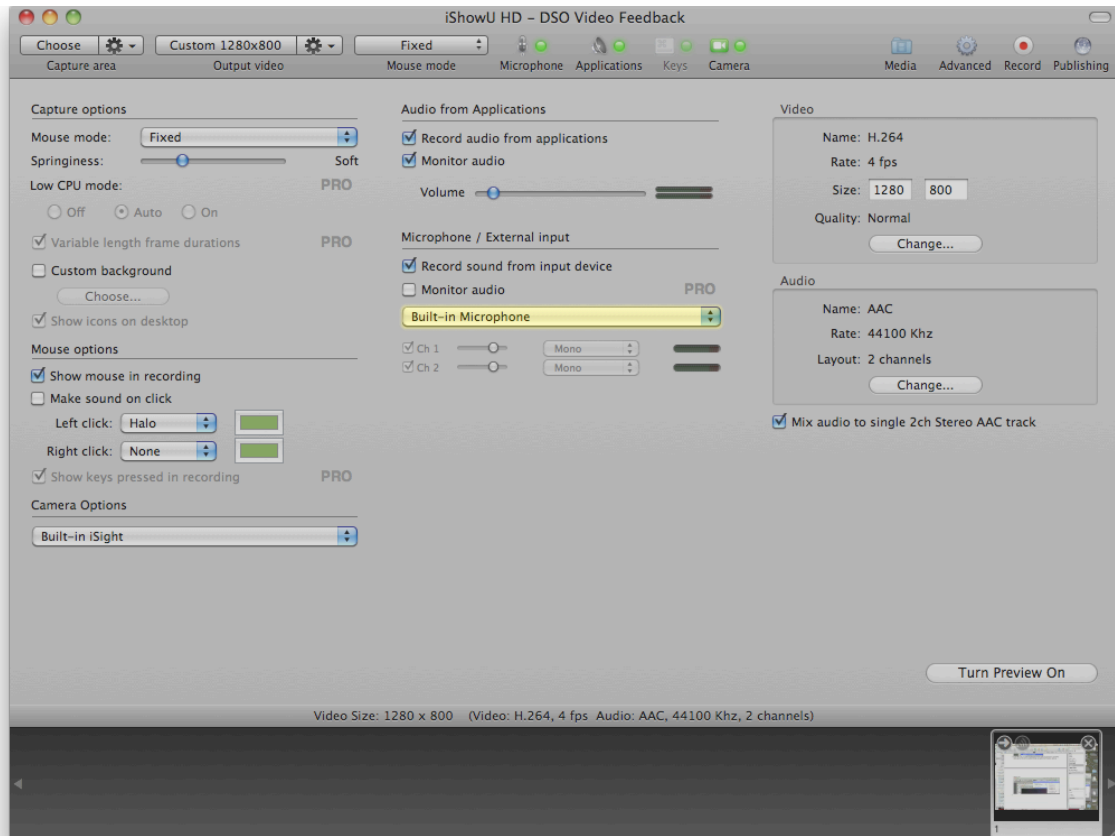 iShowU HD – DSO Video Feedback
Choose
Custom 1280x800
Fixed
Capture area
Output video
Mouse mode
Microphone
Applications
Keys
Camera
Media
Advanced
Record
Publishing
Capture options
Mouse mode: Fixed
Springiness: Soft
Low CPU mode: PRO
Off Auto On
Variable length frame durations PRO
Custom background
Choose...
Show icons on desktop
Mouse options
Show mouse in recording
Make sound on click
Left click: Halo
Right click: None
Show keys pressed in recording PRO
Camera Options
Built-in iSight
Audio from Applications
Record audio from applications
Monitor audio
Volume
Microphone / External input
Record sound from input device
Monitor audio PRO
Built-in Microphone
Ch 1 Mono
Ch 2 Mono
Video
Name: H.264
Rate: 4 fps
Size: 1280 800
Quality: Normal
Change...
Audio
Name: AAC
Rate: 44100 Khz
Layout: 2 channels
Change...
Mix audio to single 2ch Stereo AAC track
Turn Preview On
Video Size: 1280 x 800 (Video: H.264, 4 fps Audio: AAC, 44100 Khz, 2 channels)
1